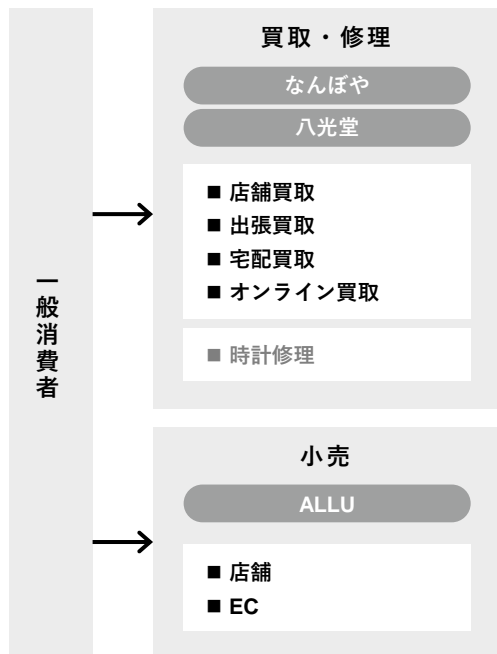 一般消費者
買取・修理
なんぼや
八光堂
■ 店舗買取
■ 出張買取
■ 宅配買取
■ オンライン買取
■ 時計修理
小売
ALLU
■ 店舗
■ EC